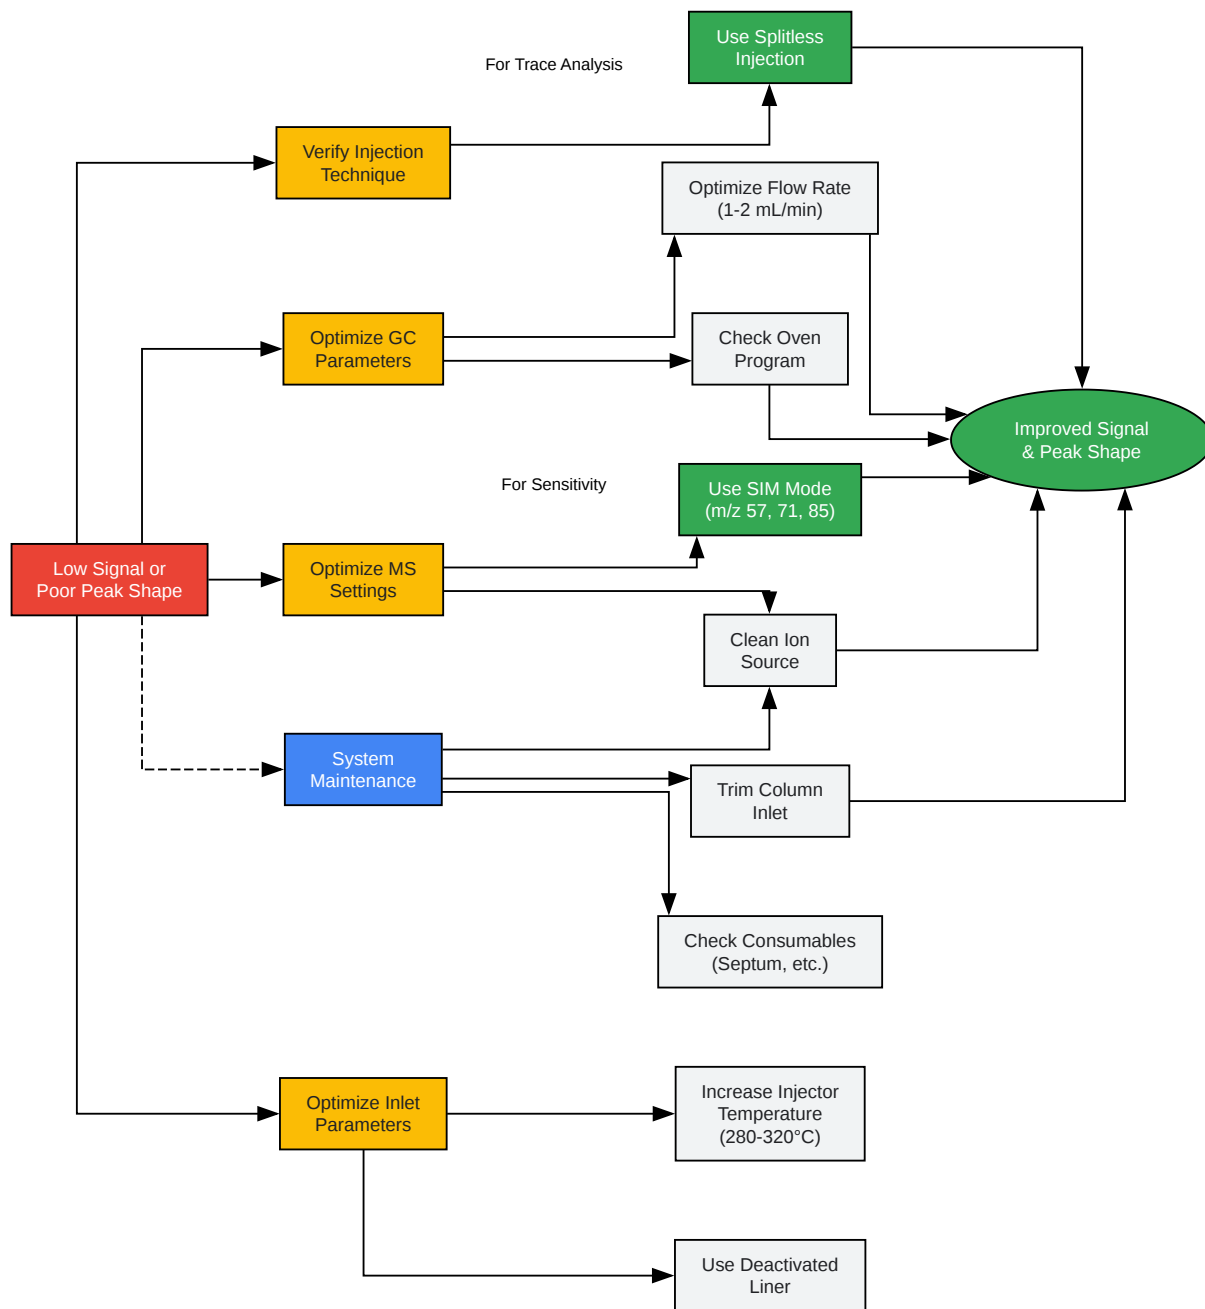 Use Splitless
Injection
For Trace Analysis
Verify Injection
Technique
Optimize Flow Rate
(1-2 mL/min)
Optimize GC
Parameters
Check Oven
Program
Improved Signal
& Peak Shape
For Sensitivity
Use SIM Mode
(m/z 57, 71, 85)
Low Signal or
Poor Peak Shape
Optimize MS
Settings
Clean Ion
Source
System
Maintenance
Trim Column
Inlet
Check Consumables
(Septum, etc.)
Optimize Inlet
Parameters
Increase Injector
Temperature
(280-320°C)
Use Deactivated
Liner